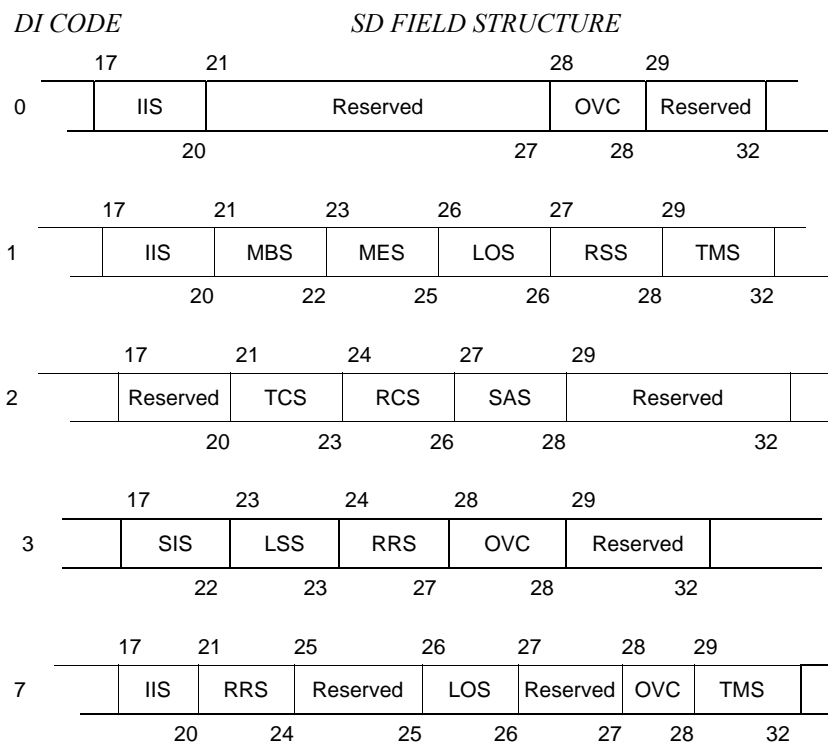 DI CODE SD FIELD STRUCTURE
17 21 28 29
0 IIS Reserved OVC Reserved
20 27 28 32
17 21 23 26 27 29
1 IIS MBS MES LOS RSS TMS
20 22 25 26 28 32
17 21 24 27 29
2 Reserved TCS RCS SAS Reserved
20 23 26 28 32
17 23 24 28 29
3 SIS LSS RRS OVC Reserved
22 23 27 28 32
17 21 25 26 27 28 29
7 IIS RRS Reserved LOS Reserved OVC TMS
20 24 25 26 27 28 32